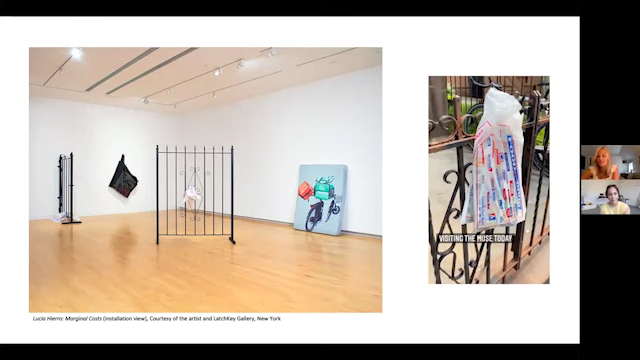 VISITING THE MUSE TODAY
Lucia Hierro: Marginal Costs (installation view), Courtesy of the artist and LatchKey Gallery, New York